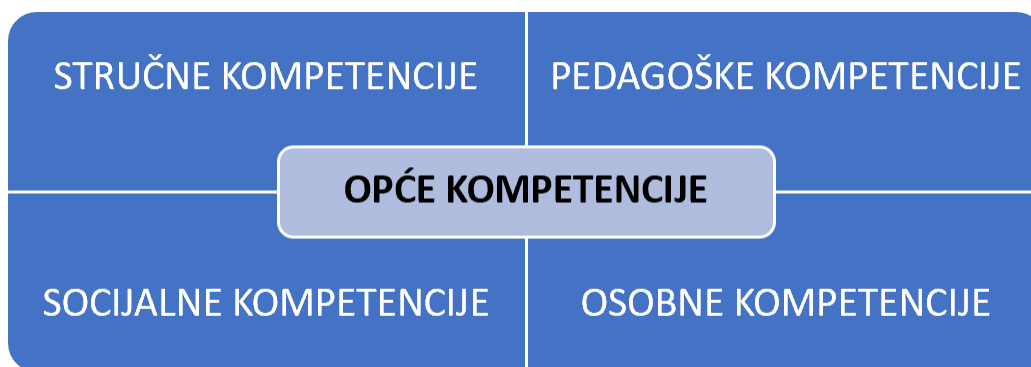 STRUČNE KOMPETENCIJE
PEDAGOŠKE KOMPETENCIJE
OPĆE KOMPETENCIJE
SOCIJALNE KOMPETENCIJE
OSOBNE KOMPETENCIJE